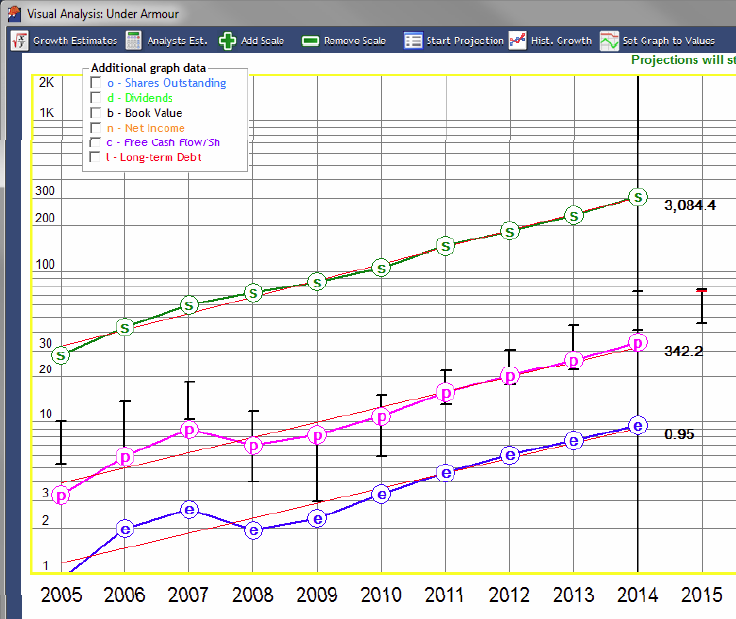 Visual Analysis: Under Armour
Growth Estimates Analysts Est. Add Scale Remove Scale Start Projection Hist. Growth Set Graph to Values
Projections will st
Additional graph data
o - Shares Outstanding
d - Dividends
b - Book Value
n - Net Income
c - Free Cash Flow/Sh
l - Long-term Debt
2K
1K
300
200
100
30
20
10
3
2
1
s s s s s s s s s s
3,084.4
p p p p p p p p p p
342.2
e e e e e e e e e
0.95
2005 2006 2007 2008 2009 2010 2011 2012 2013 2014 2015